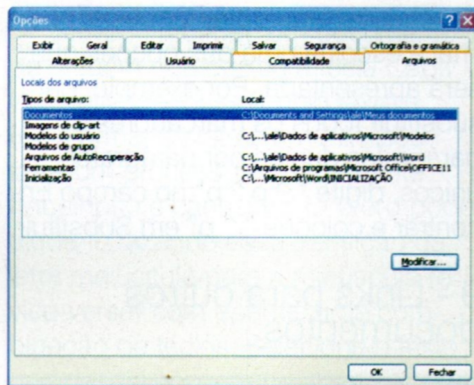 Opções
Exibir Geral Editar Imprimir Salvar Segurança Ortografia e gramática
Alterações Usuário Compatibilidade Arquivos
Locais dos arquivos
Tipos de arquivo: Local:
Documentos C:\Documents and Settings\ale\Meus documentos
Imagens de clip-art
Modelos do usuário C:\...\ale\Dados de aplicativos\Microsoft\Modelos
Modelos de grupo
Arquivos de AutoRecuperação C:\...\ale\Dados de aplicativos\Microsoft\Word
Ferramentas C:\Arquivos de programas\Microsoft Office\OFFICE11
Inicialização C:\...\Microsoft\Word\INICIALIZAÇÃO
Modificar...
OK Fechar